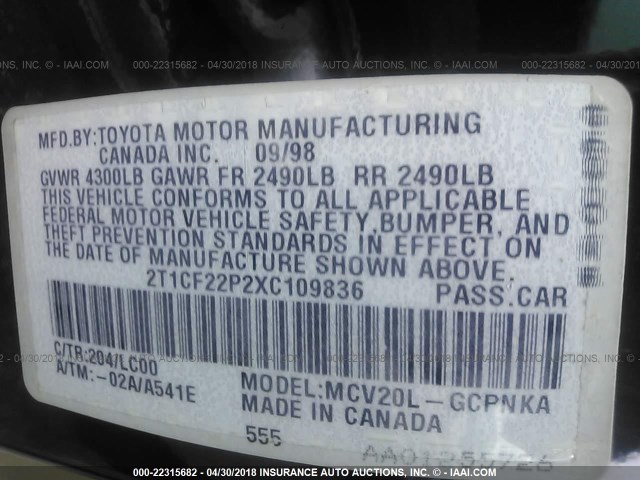 000-22315682 - 04/30/2018 INSURANCE AUTO AUCTIONS, INC. © - IAAI.COM
MFD.BY:TOYOTA MOTOR MANUFACTURING
CANADA INC. 09/98
GVWR 4300LB GAWR FR 2490LB RR 2490LB
THIS VEHICLE CONFORMS TO ALL APPLICABLE
FEDERAL MOTOR VEHICLE SAFETY,BUMPER, AND
THEFT PREVENTION STANDARDS IN EFFECT ON
THE DATE OF MANUFACTURE SHOWN ABOVE.
2T1CF22P2XC109836 PASS.CAR
C/TR:204/LC00
A/TM:-02A/A541E
MODEL:MCV20L-GCPNKA
MADE IN CANADA
555
000-22315682 - 04/30/2018 INSURANCE AUTO AUCTIONS, INC. © - IAAI.COM